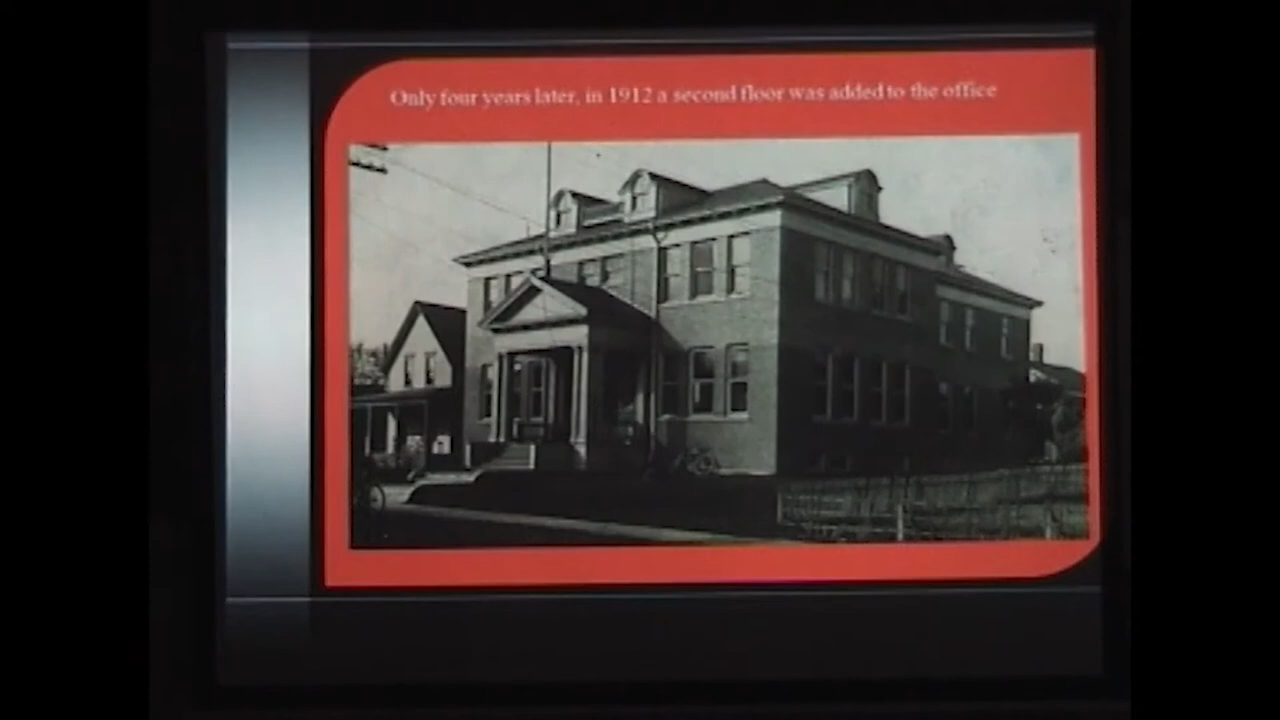 Only four years later, in 1912 a second floor was added to the office